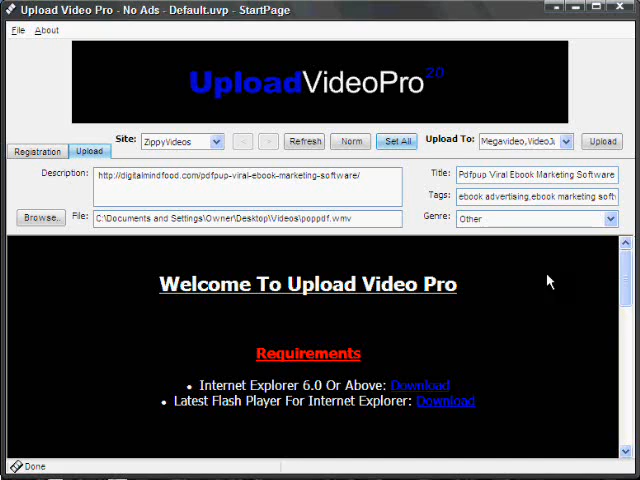 Upload Video Pro - No Ads - Default.uvp - StartPage
File About
UploadVideoPro20
Site: ZippyVideos < > Refresh Norm Set All Upload To: Megavideo,VideoJu Upload
Registration Upload
Description: http://digitalmindfood.com/pdfpup-viral-ebook-marketing-software/
Title: Pdfpup Viral Ebook Marketing Software
Tags: ebook advertising,ebook marketing softw
Browse.. File: C:\Documents and Settings\Owner\Desktop\Videos\poppdf.wmv
Genre: Other
Welcome To Upload Video Pro
Requirements
• Internet Explorer 6.0 Or Above: Download
• Latest Flash Player For Internet Explorer: Download
Done